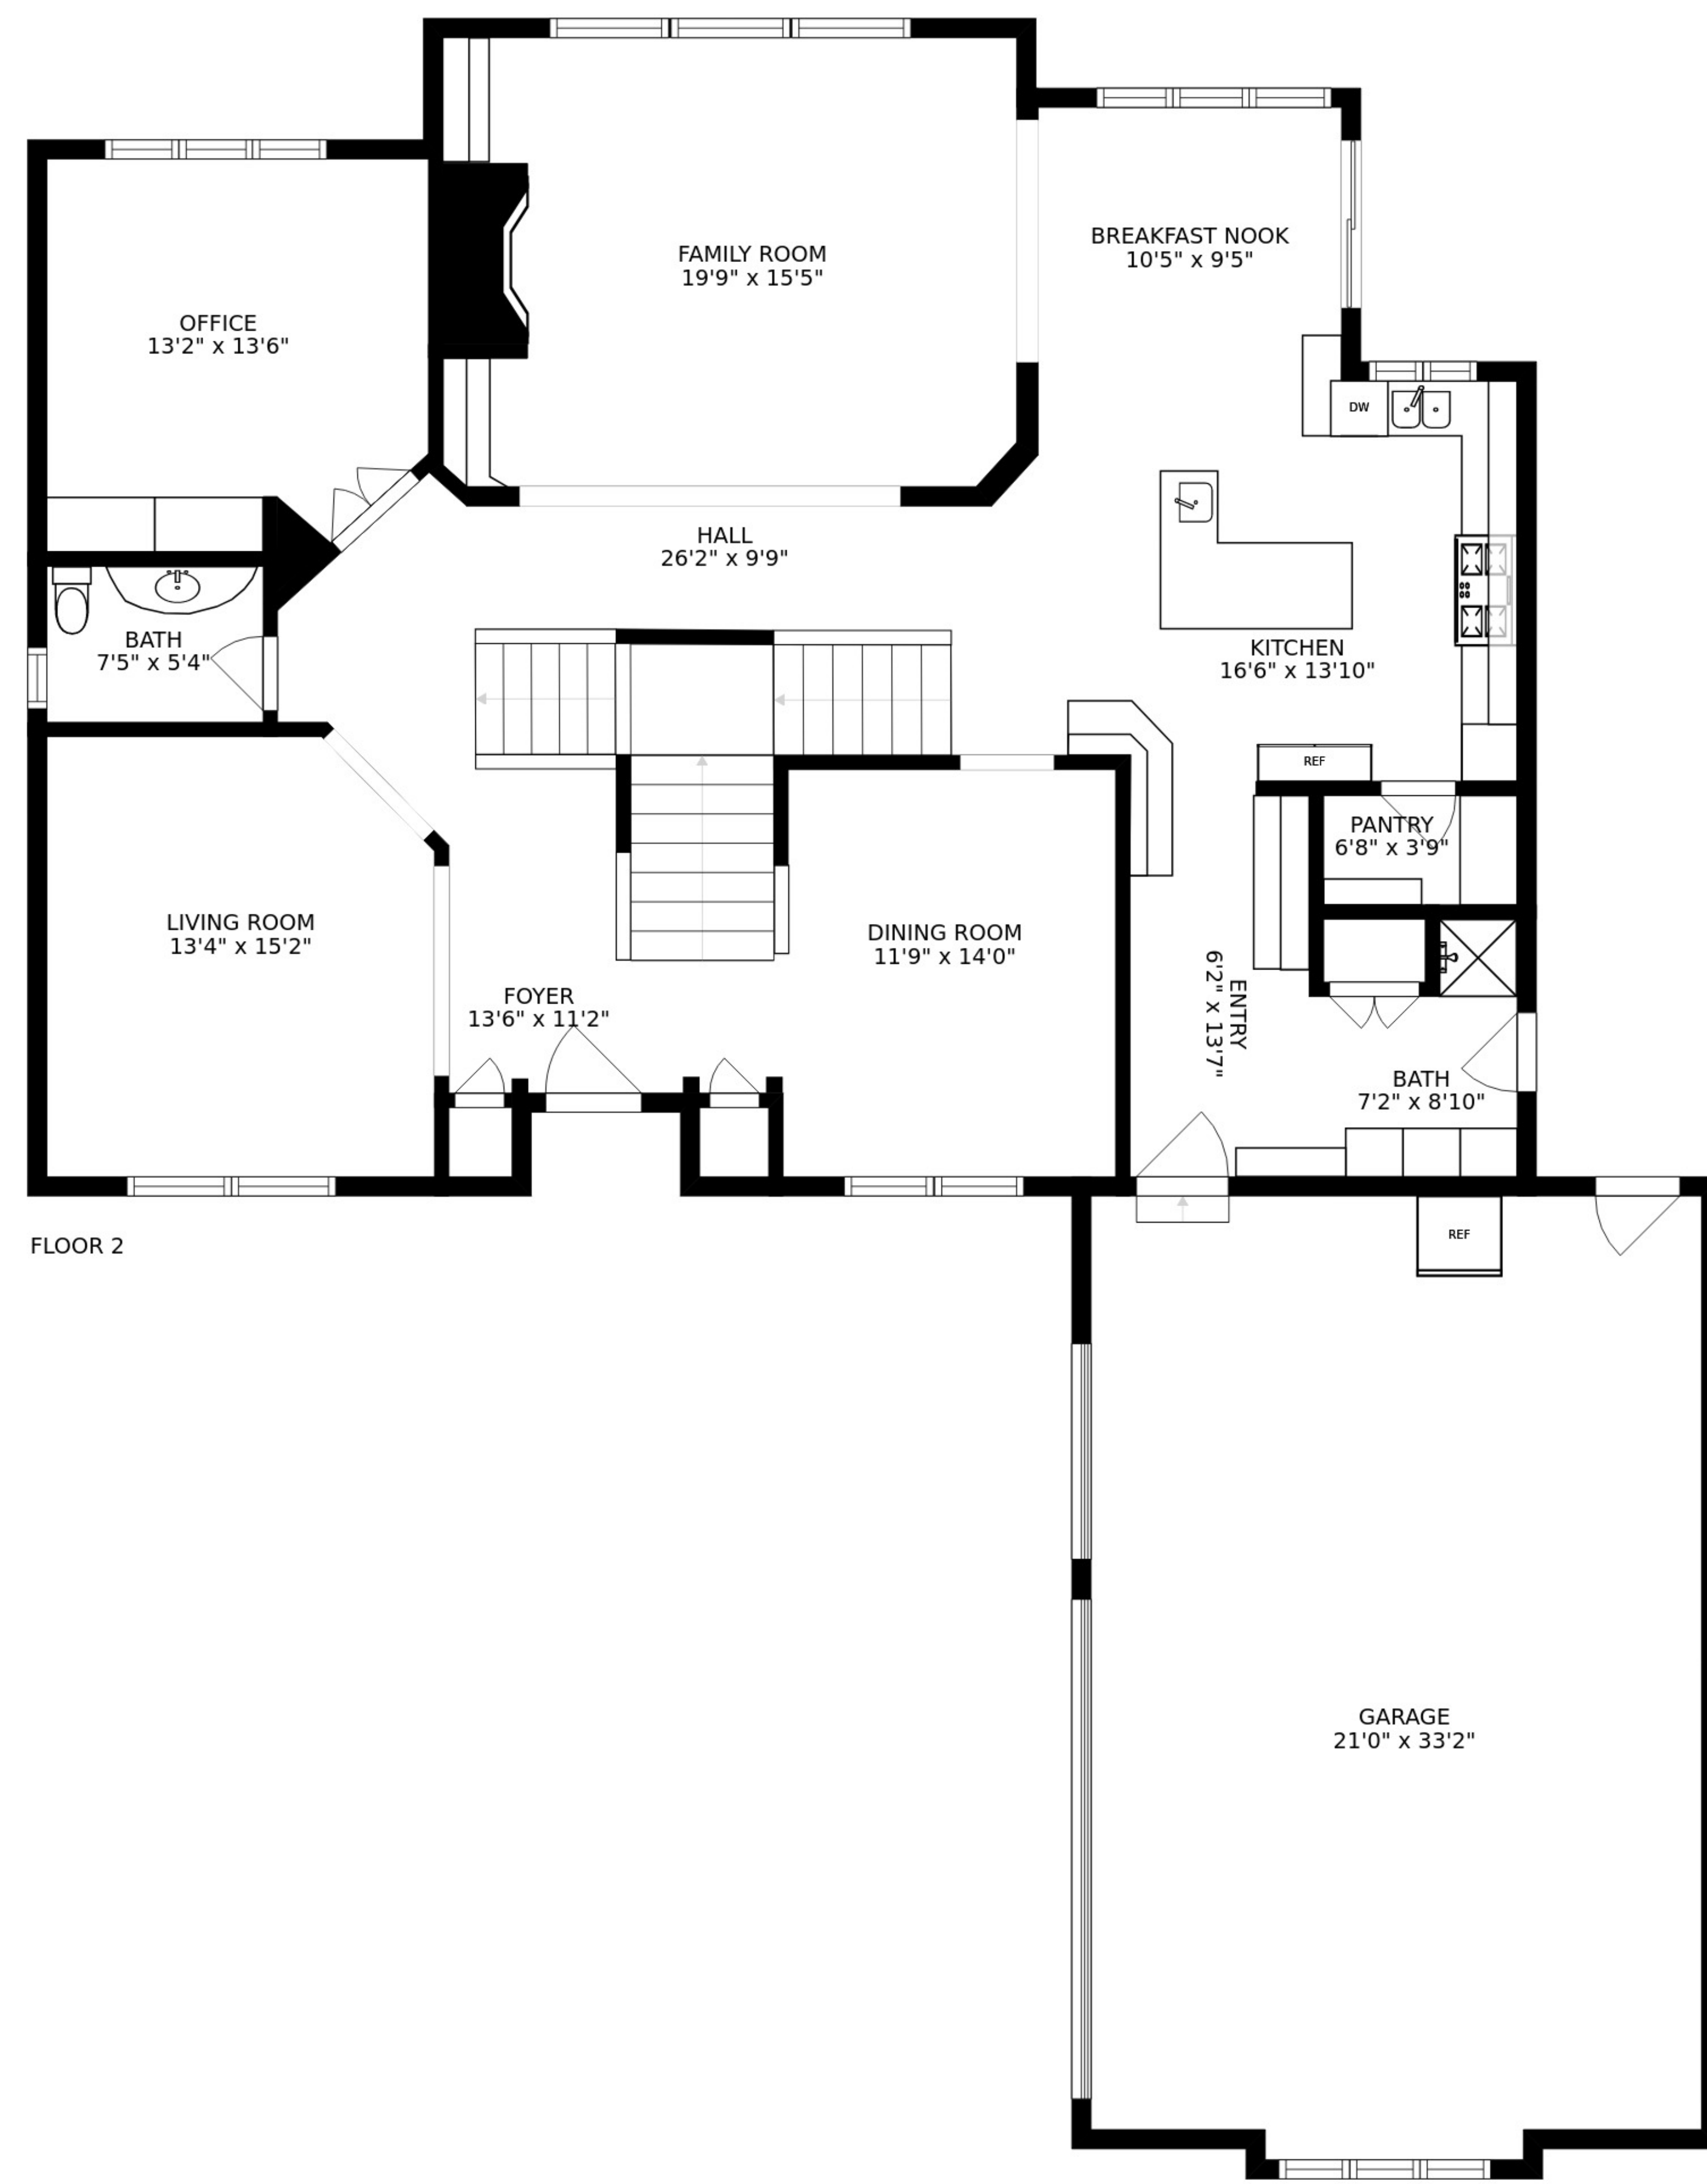 BREAKFAST NOOK
10'5" x 9'5"
FAMILY ROOM
19'9" x 15'5"
OFFICE
13'2" x 13'6"
DW
HALL
26'2" x 9'9"
BATH
7'5" x 5'4"
KITCHEN
16'6" x 13'10"
REF
PANTRY
6'8" x 3'9"
LIVING ROOM
13'4" x 15'2"
DINING ROOM
11'9" x 14'0"
FOYER
13'6" x 11'2"
ENTRY
6'2" x 13'7"
BATH
7'2" x 8'10"
FLOOR 2
REF
GARAGE
21'0" x 33'2"